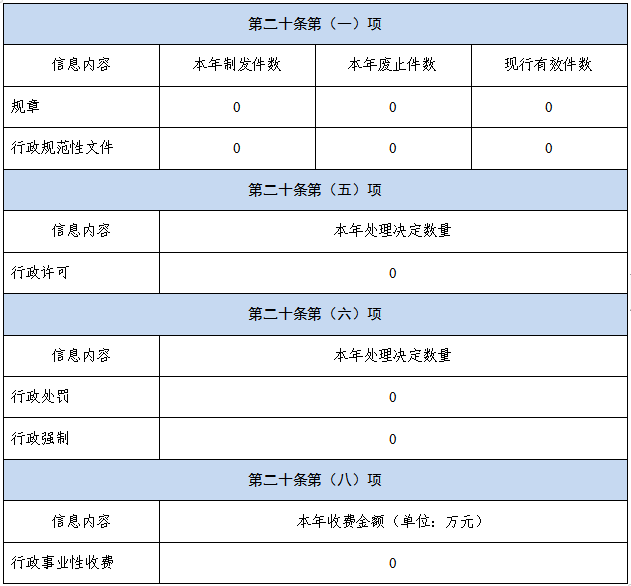 第二十条第（一）项
信息内容 本年制发件数 本年废止件数 现行有效件数
规章 0 0 0
行政规范性文件 0 0 0
第二十条第（五）项
信息内容 本年处理决定数量
行政许可 0
第二十条第（六）项
信息内容 本年处理决定数量
行政处罚 0
行政强制 0
第二十条第（八）项
信息内容 本年收费金额（单位：万元）
行政事业性收费 0